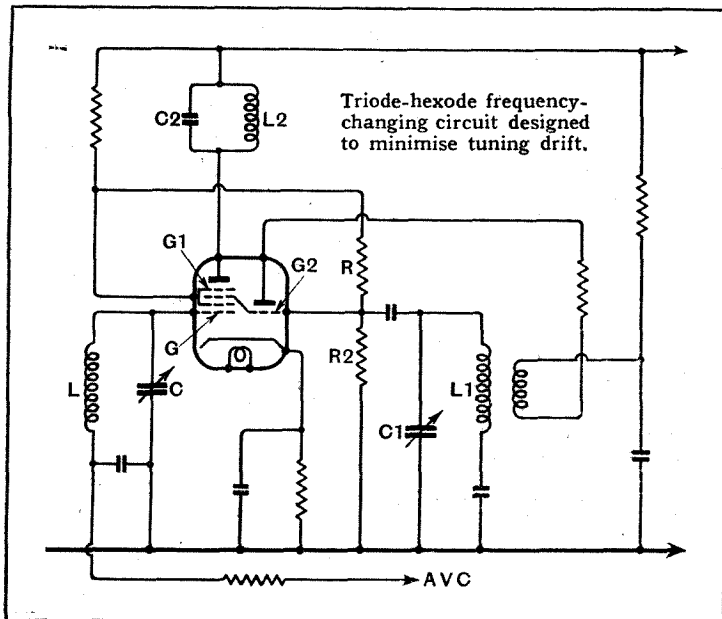 Triode-hexode frequency-
changing circuit designed
to minimise tuning drift.
C2
L2
G1
G2
R
G
R2
L
C
C1
L1
AVC